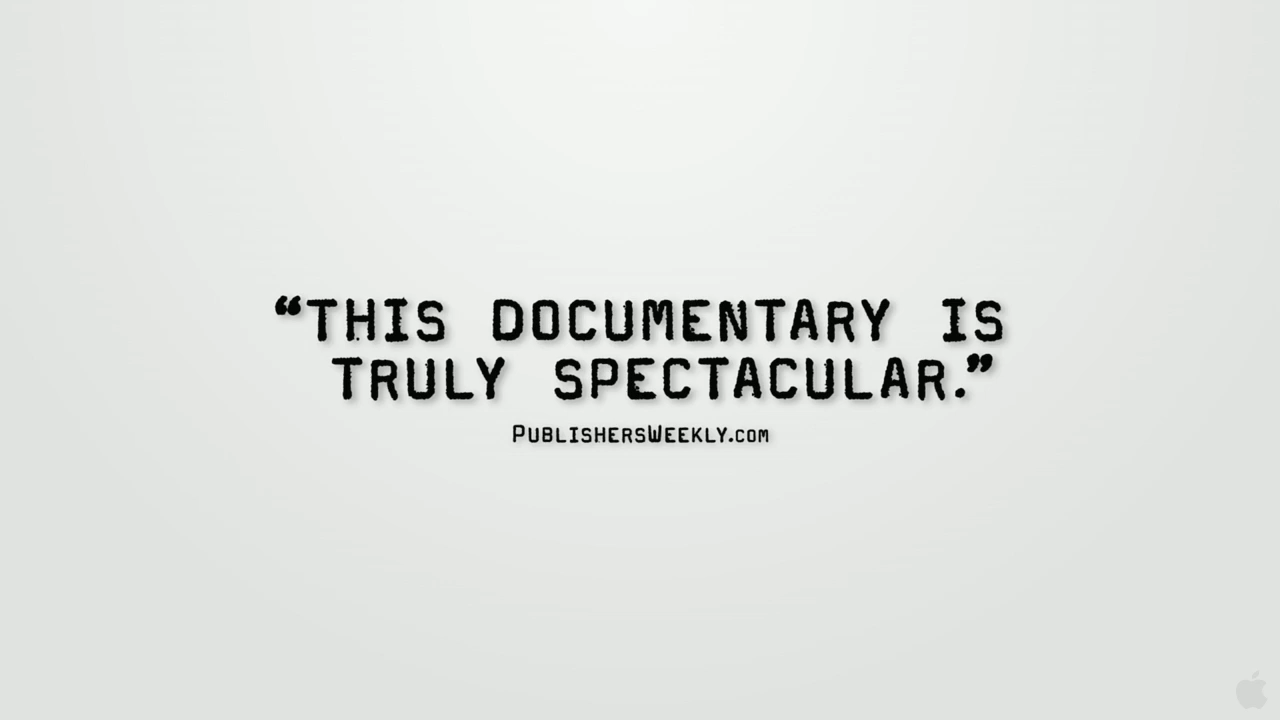 “THIS DOCUMENTARY IS
TRULY SPECTACULAR.”
PUBLISHERSWEEKLY.COM